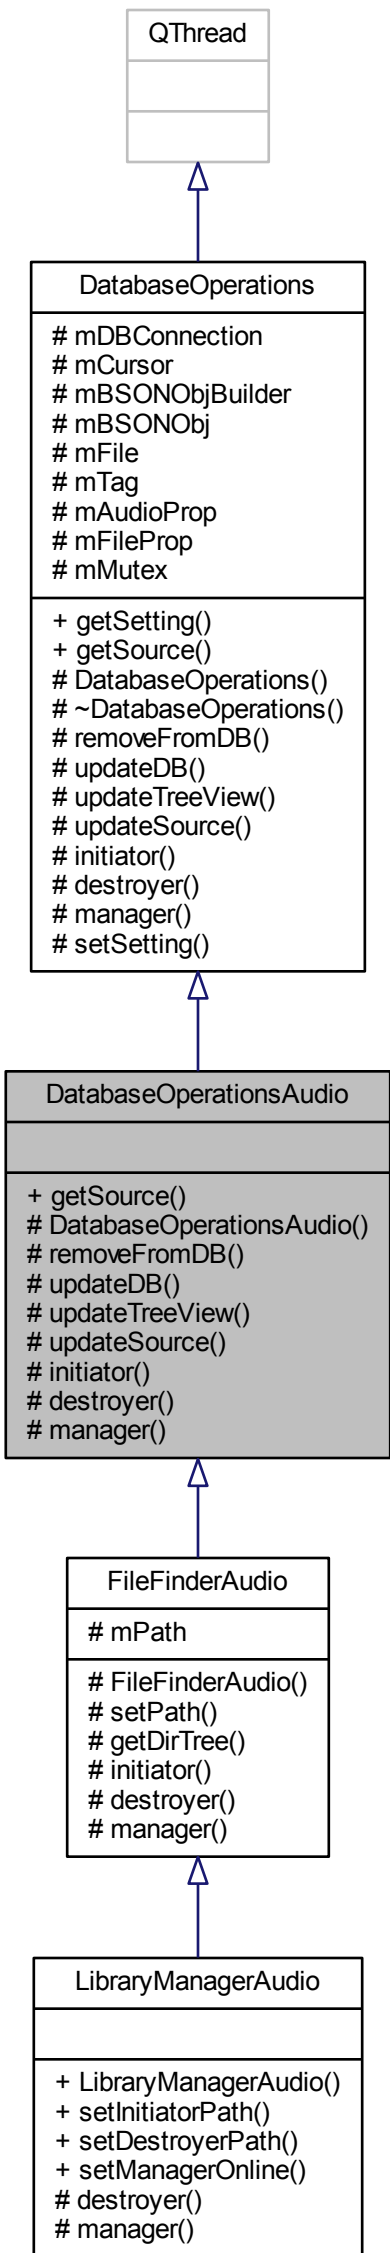 QThread
DatabaseOperations
# mDBConnection
# mCursor
# mBSONObjBuilder
# mBSONObj
# mFile
# mTag
# mAudioProp
# mFileProp
# mMutex
+ getSetting()
+ getSource()
# DatabaseOperations()
# ~DatabaseOperations()
# removeFromDB()
# updateDB()
# updateTreeView()
# updateSource()
# initiator()
# destroyer()
# manager()
# setSetting()
DatabaseOperationsAudio
+ getSource()
# DatabaseOperationsAudio()
# removeFromDB()
# updateDB()
# updateTreeView()
# updateSource()
# initiator()
# destroyer()
# manager()
FileFinderAudio
# mPath
# FileFinderAudio()
# setPath()
# getDirTree()
# initiator()
# destroyer()
# manager()
LibraryManagerAudio
+ LibraryManagerAudio()
+ setInitiatorPath()
+ setDestroyerPath()
+ setManagerOnline()
# destroyer()
# manager()